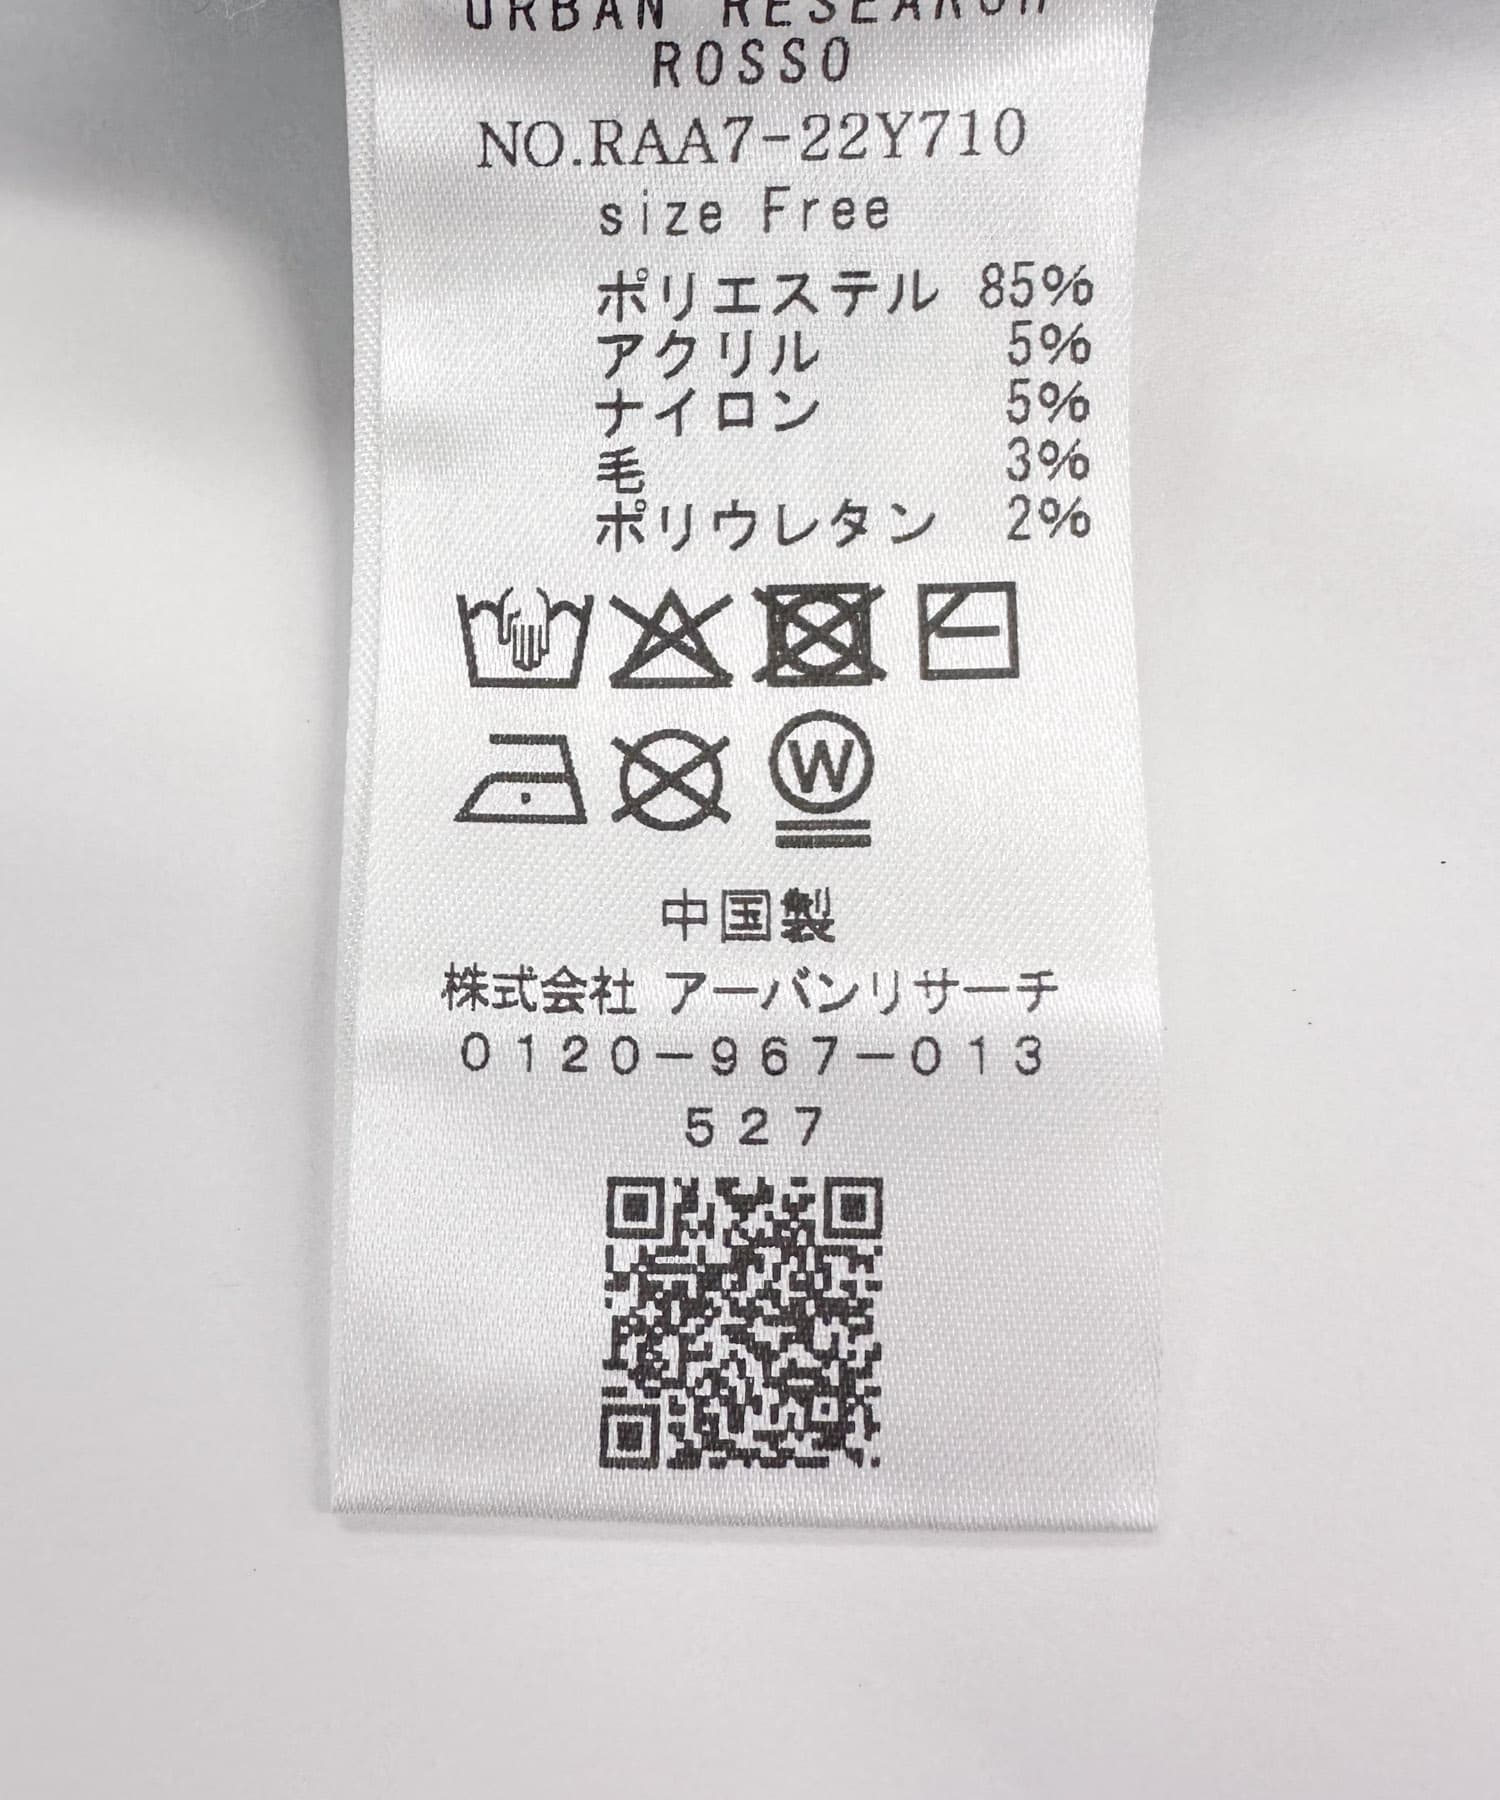 URBAN RESEARCH
ROSSO
NO.RAA7-22Y710
size Free
ポリエステル 85%
アクリル 5%
ナイロン 5%
毛 3%
ポリウレタン 2%
W
中国製
株式会社 アーバンリサーチ
0120-967-013
527